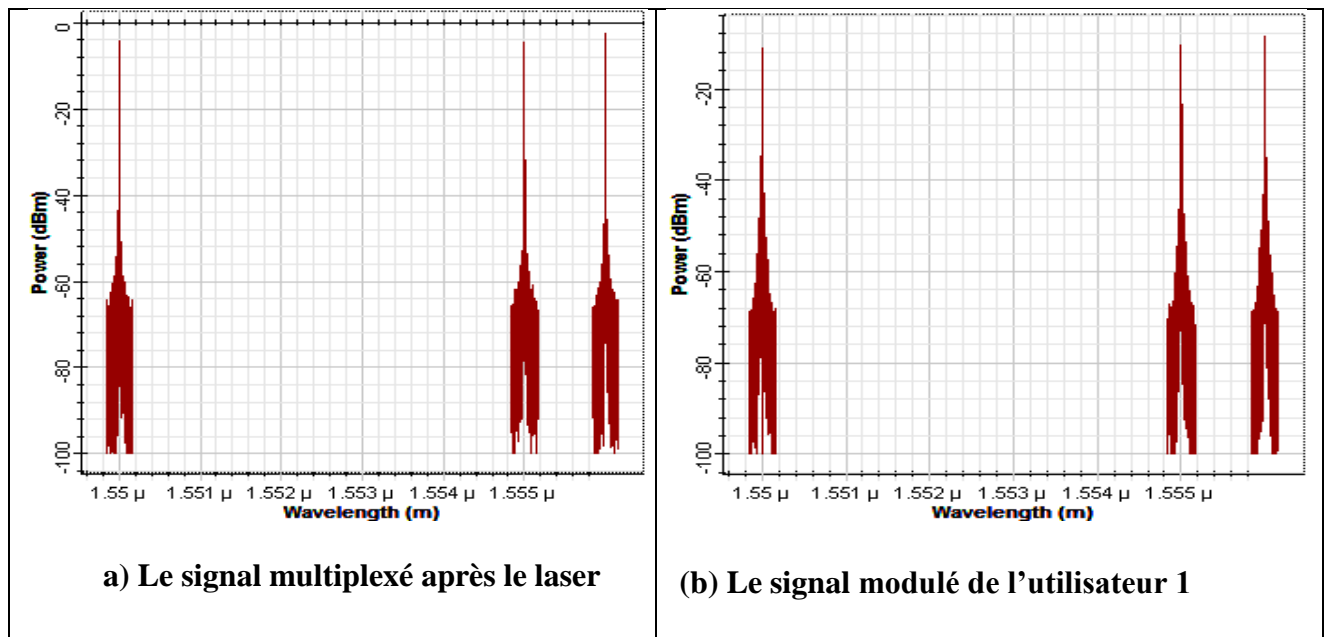 0
-20
-40
-60
-80
-100
Power (dBm)
1.55 µ 1.551 µ 1.552 µ 1.553 µ 1.554 µ 1.555 µ
Wavelength (m)
a) Le signal multiplexé après le laser
-20
-40
-60
-80
-100
Power (dBm)
1.55 µ 1.551 µ 1.552 µ 1.553 µ 1.554 µ 1.555 µ
Wavelength (m)
(b) Le signal modulé de l’utilisateur 1